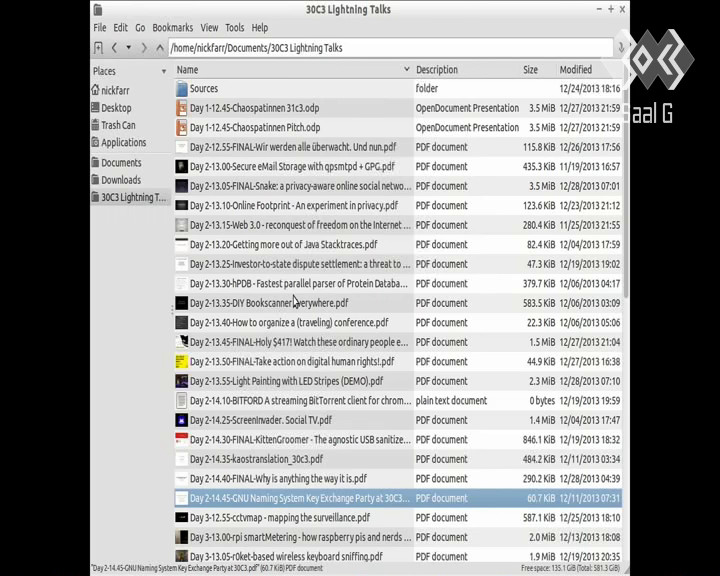 30C3 Lightning Talks
File Edit Go Bookmarks View Tools Help
/home/nickfarr/Documents/30C3 Lightning Talks
aal G
Places
nickfarr
Desktop
Trash Can
Applications
Documents
Downloads
30C3 Lightning T...
Name Description Size Modified
Sources folder 12/24/2013 18:16
Day 1-12.45-Chaospatinnen 31c3.odp OpenDocument Presentation 3.5 MiB 12/27/2013 21:59
Day 1-12.45-Chaospatinnen Pitch.odp OpenDocument Presentation 3.5 MiB 12/27/2013 21:59
Day 2-12.55-FINAL-Wir werden alle überwacht. Und nun.pdf PDF document 115.8 KiB 12/26/2013 17:56
Day 2-13.00-Secure eMail Storage with qpsmtpd + GPG.pdf PDF document 435.3 KiB 11/19/2013 16:57
Day 2-13.05-FINAL-Snake: a privacy-aware online social netwo... PDF document 3.5 MiB 12/28/2013 07:01
Day 2-13.10-Online Footprint - An experiment in privacy.pdf PDF document 123.6 KiB 12/23/2013 21:12
Day 2-13.15-Web 3.0 - reconquest of freedom on the Internet ... PDF document 280.4 KiB 11/25/2013 21:55
Day 2-13.20-Getting more out of Java Stacktraces.pdf PDF document 82.4 KiB 12/04/2013 17:59
Day 2-13.25-Investor-to-state dispute settlement: a threat to ... PDF document 47.3 KiB 12/19/2013 19:02
Day 2-13.30-hPDB - Fastest parallel parser of Protein Databa... PDF document 379.7 KiB 12/06/2013 04:17
Day 2-13.35-DIY Bookscanner everywhere.pdf PDF document 583.5 KiB 12/06/2013 03:09
Day 2-13.40-How to organize a (traveling) conference.pdf PDF document 22.3 KiB 12/06/2013 05:06
Day 2-13.45-FINAL-Holy $417! Watch these ordinary people e... PDF document 1.5 MiB 12/27/2013 21:04
Day 2-13.50-FINAL-Take action on digital human rights!.pdf PDF document 44.9 KiB 12/27/2013 16:38
Day 2-13.55-Light Painting with LED Stripes (DEMO).pdf PDF document 2.3 MiB 12/28/2013 07:10
Day 2-14.10-BITFORD A streaming BitTorrent client for chrom... plain text document 0 bytes 12/19/2013 19:59
Day 2-14.25-ScreenInvader. Social TV.pdf PDF document 1.4 MiB 12/04/2013 17:47
Day 2-14.30-FINAL-KittenGroomer - The agnostic USB sanitize... PDF document 846.1 KiB 12/19/2013 18:32
Day 2-14.35-kaostranslation_30c3.pdf PDF document 484.2 KiB 12/11/2013 03:34
Day 2-14.40-FINAL-Why is anything the way it is.pdf PDF document 290.2 KiB 12/28/2013 04:39
Day 2-14.45-GNU Naming System Key Exchange Party at 30C3... PDF document 60.7 KiB 12/11/2013 07:31
Day 3-12.55-cctvmap - mapping the surveillance.pdf PDF document 587.1 KiB 12/25/2013 18:10
Day 3-13.00-rpi smartMetering - how raspberry pis and nerds ... PDF document 2.0 MiB 12/13/2013 18:08
Day 3-13.05-r0ket-based wireless keyboard sniffing.pdf PDF document 1.9 MiB 12/19/2013 20:35
"Day 2-14.45-GNU Naming System Key Exchange Party at 30C3.pdf" (60.7 KiB) PDF document Free space: 135.1 GiB (Total: 581.3 GiB)